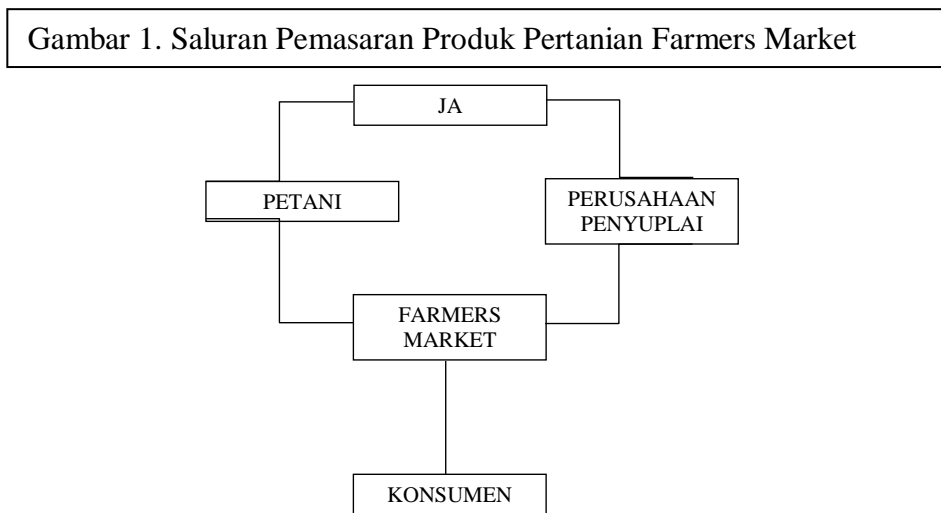 Gambar 1. Saluran Pemasaran Produk Pertanian Farmers Market
JA
PETANI
PERUSAHAAN
PENYUPLAI
FARMERS
MARKET
KONSUMEN